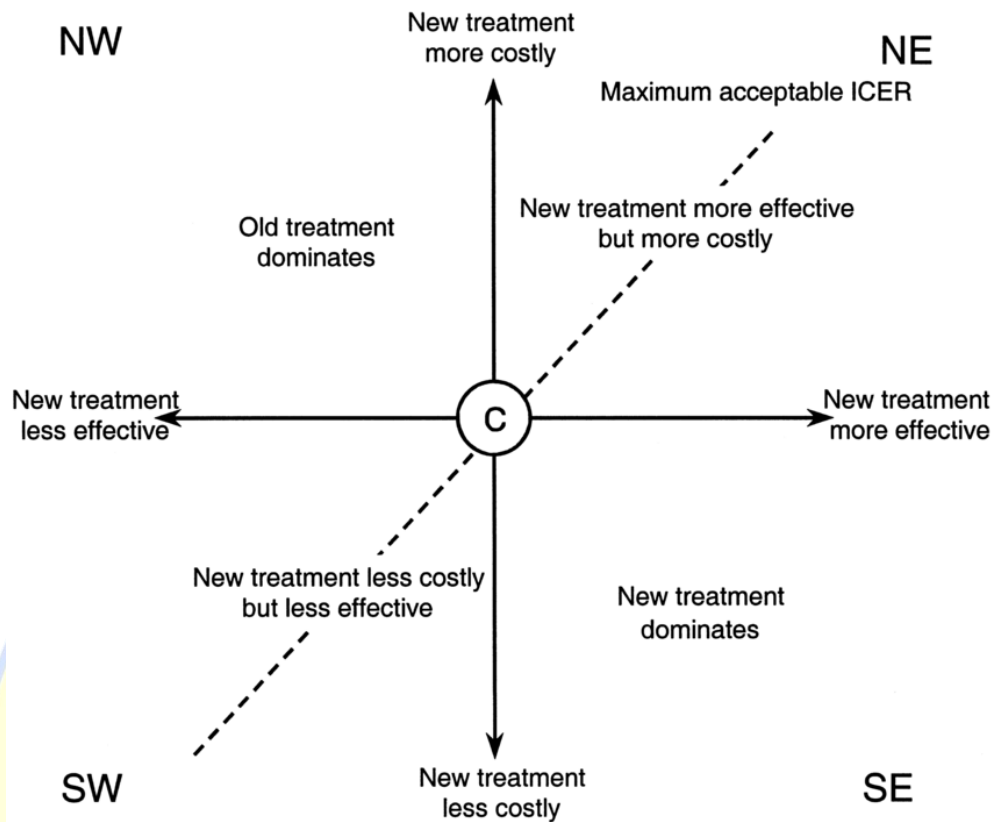 NW
New treatment
more costly
NE
Maximum acceptable ICER
Old treatment
dominates
New treatment more effective
but more costly
New treatment
less effective
C
New treatment
more effective
New treatment less costly
but less effective
New treatment
dominates
SW
New treatment
less costly
SE